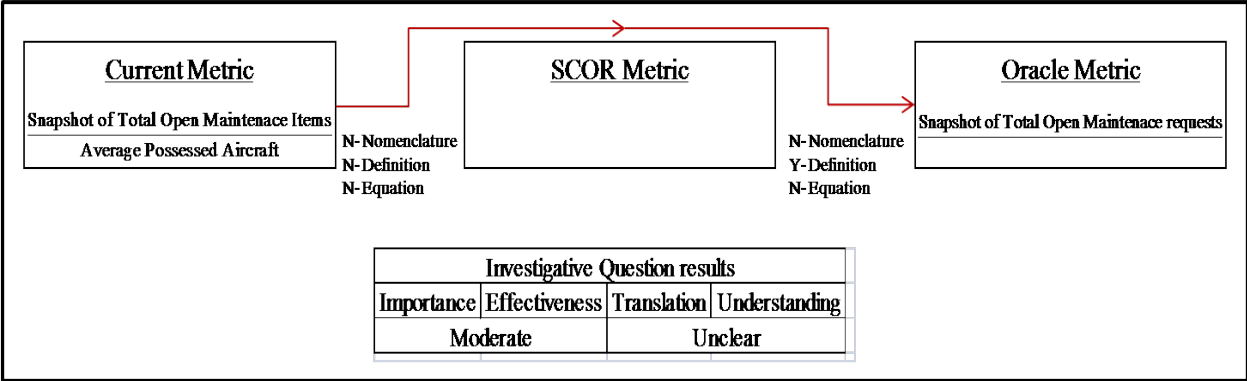 Current Metric
Snapshot of Total Open Maintenace Items
Average Possessed Aircraft
N-Nomenclature
N-Definition
N-Equation
SCOR Metric
N-Nomenclature
Y-Definition
N-Equation
Oracle Metric
Snapshot of Total Open Maintenace requests
Investigative Question results
Importance Effectiveness Translation Understanding
Moderate Unclear